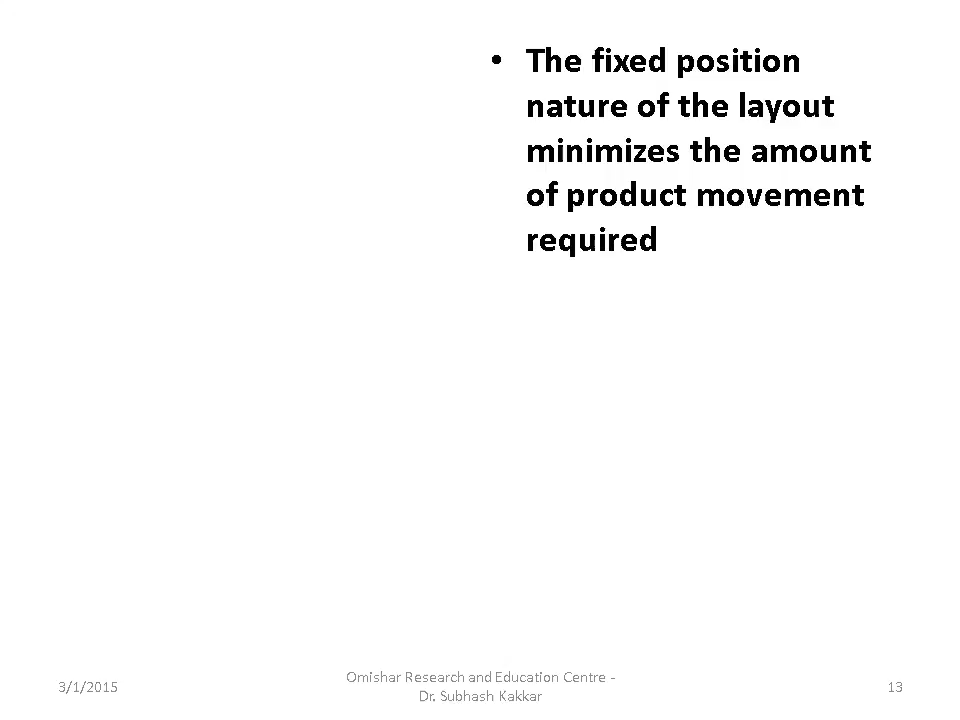 • The fixed position
nature of the layout
minimizes the amount
of product movement
required
3/1/2015
Omishar Research and Education Centre -
Dr. Subhash Kakkar
13